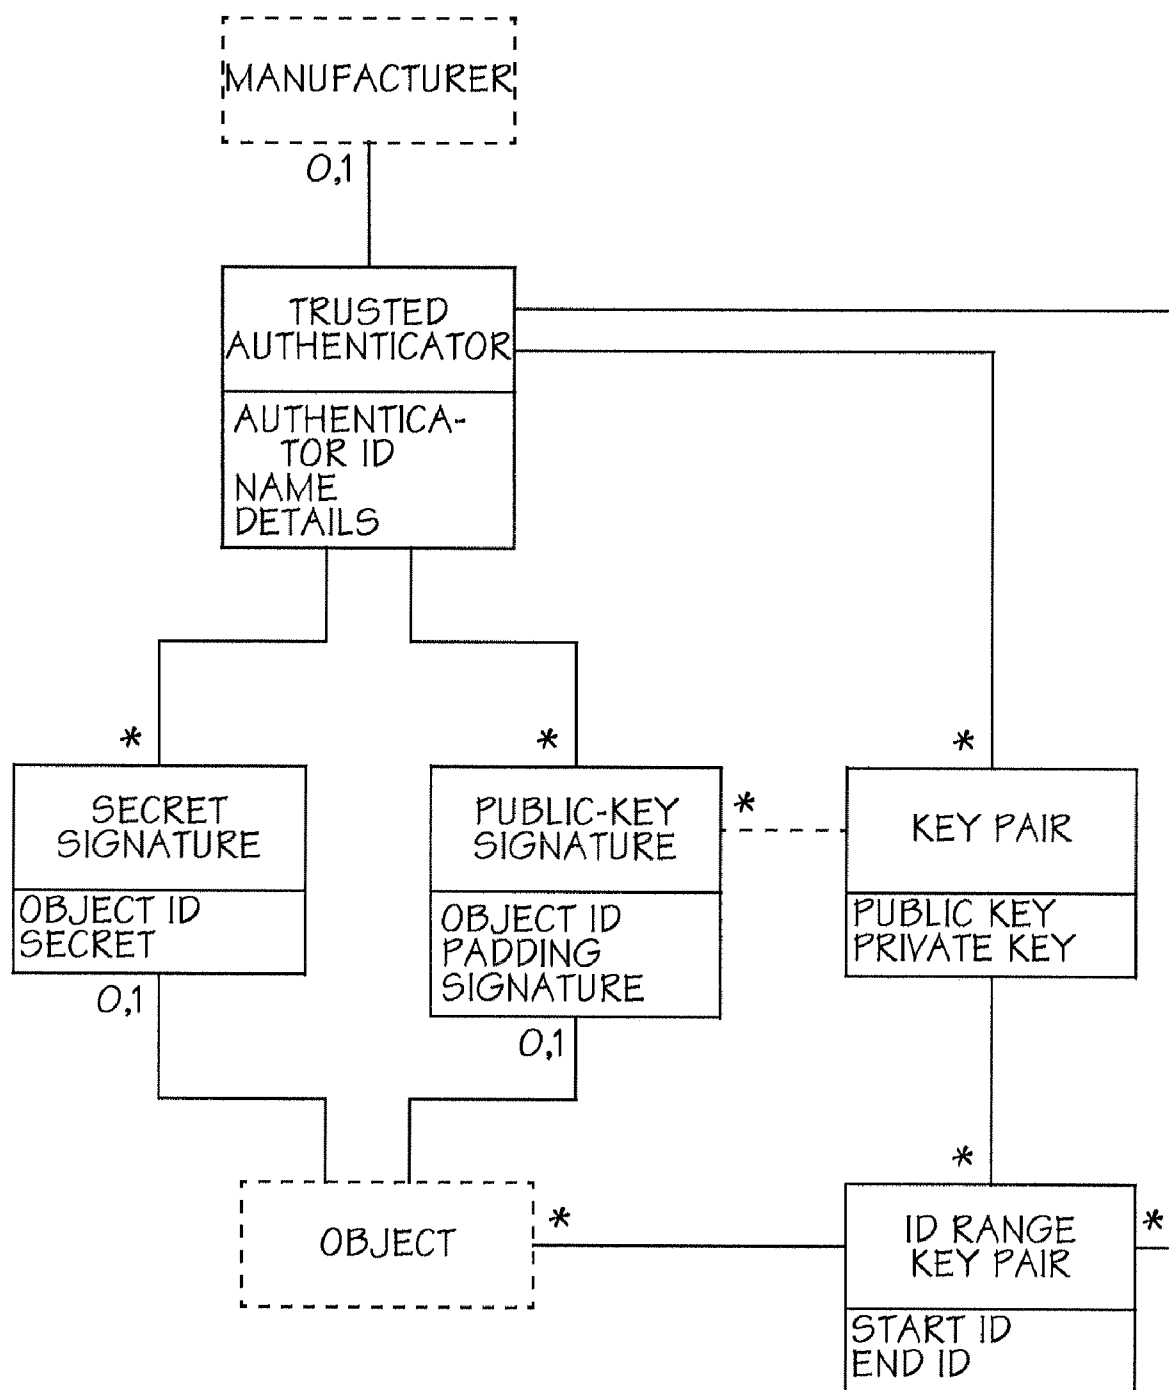 MANUFACTURER
0,1
TRUSTED
AUTHENTICATOR
AUTHENTICA-
TOR ID
NAME
DETAILS
*
*
*
SECRET
SIGNATURE
OBJECT ID
SECRET
0,1
PUBLIC-KEY
SIGNATURE
OBJECT ID
PADDING
SIGNATURE
0,1
*
KEY PAIR
PUBLIC KEY
PRIVATE KEY
*
OBJECT
*
ID RANGE
KEY PAIR
*
START ID
END ID